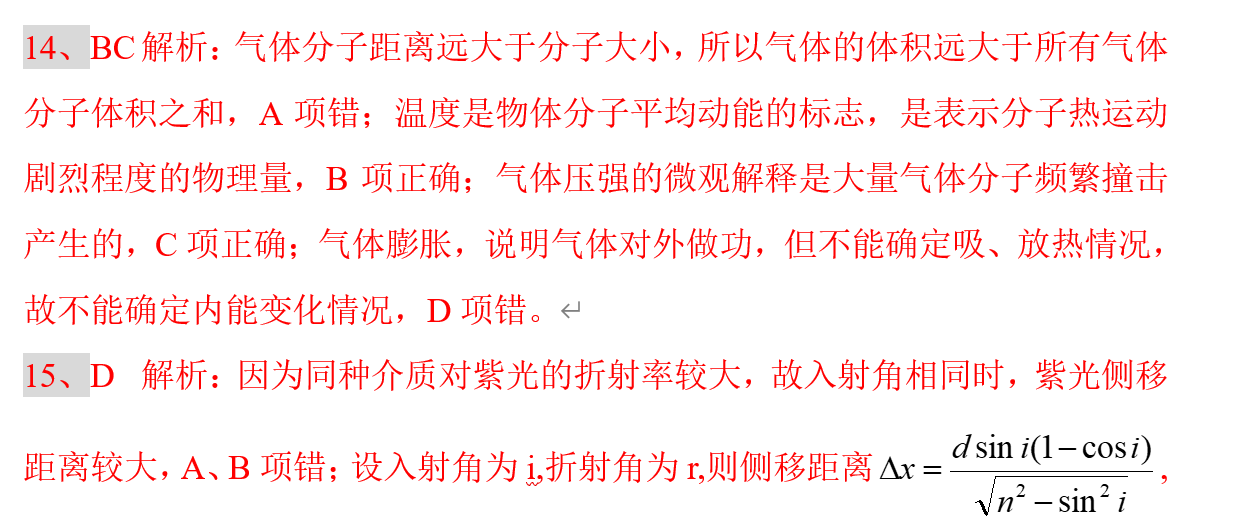 14、BC 解析：气体分子距离远大于分子大小，所以气体的体积远大于所有气体
分子体积之和，A 项错；温度是物体分子平均动能的标志，是表示分子热运动
剧烈程度的物理量，B 项正确；气体压强的微观解释是大量气体分子频繁撞击
产生的，C 项正确；气体膨胀，说明气体对外做功，但不能确定吸、放热情况，
故不能确定内能变化情况，D 项错。↵
15、D 解析：因为同种介质对紫光的折射率较大，故入射角相同时，紫光侧移
距离较大，A、B 项错；设入射角为 i,折射角为 r,则侧移距离 Δx = \frac{d sin i(1−cos i)}{\sqrt{n² − sin² i}} ,